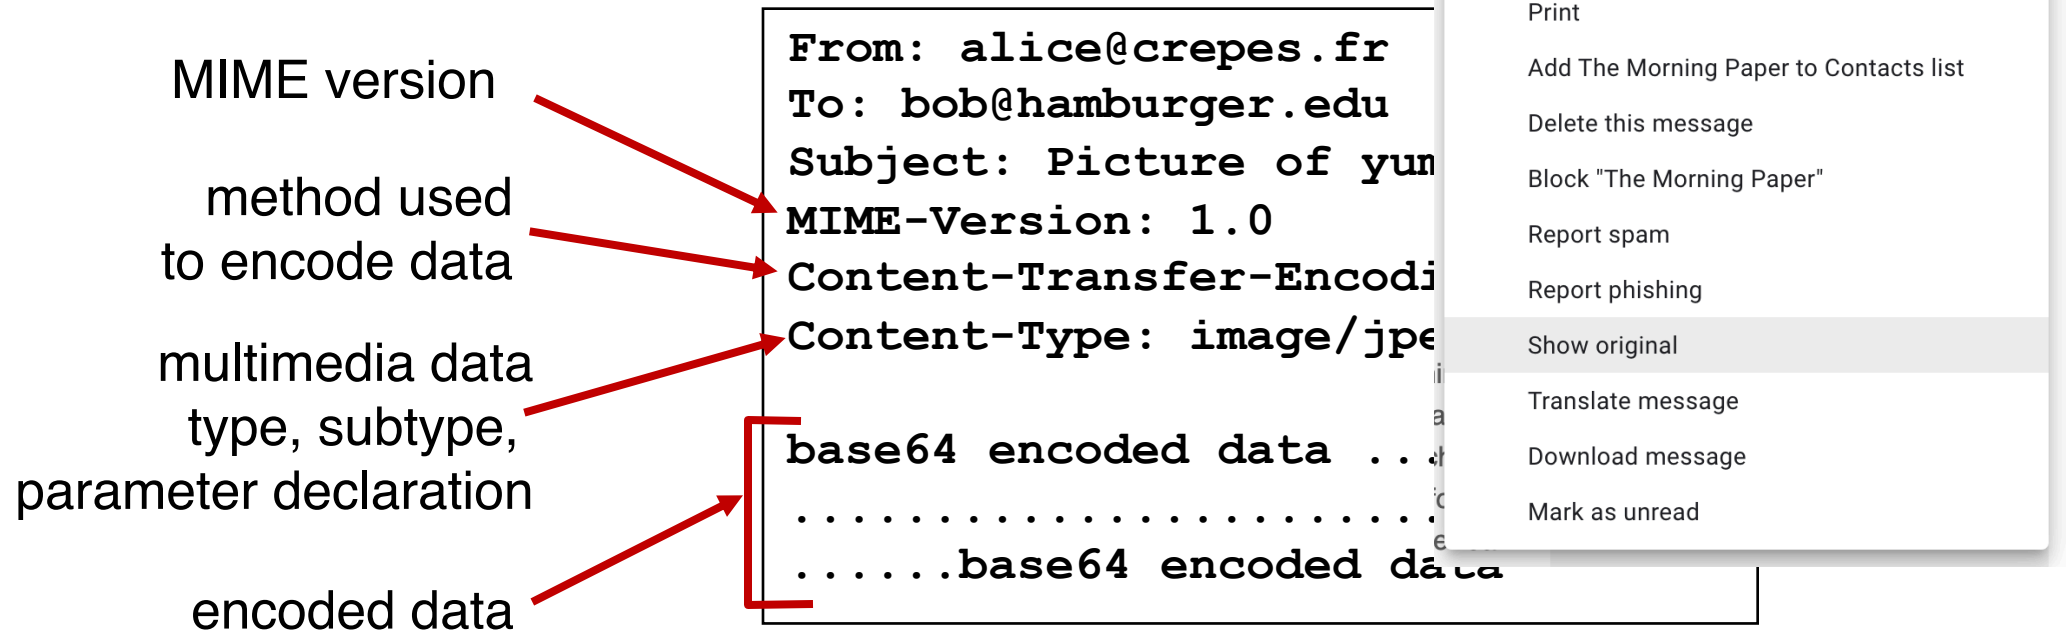 MIME version
method used
to encode data
multimedia data
type, subtype,
parameter declaration
encoded data
From: alice@crepes.fr
To: bob@hamburger.edu
Subject: Picture of yum
MIME-Version: 1.0
Content-Transfer-Encodi
Content-Type: image/jpe
base64 encoded data ...
.......................
......base64 encoded data
Print
Add The Morning Paper to Contacts list
Delete this message
Block "The Morning Paper"
Report spam
Report phishing
Show original
Translate message
Download message
Mark as unread